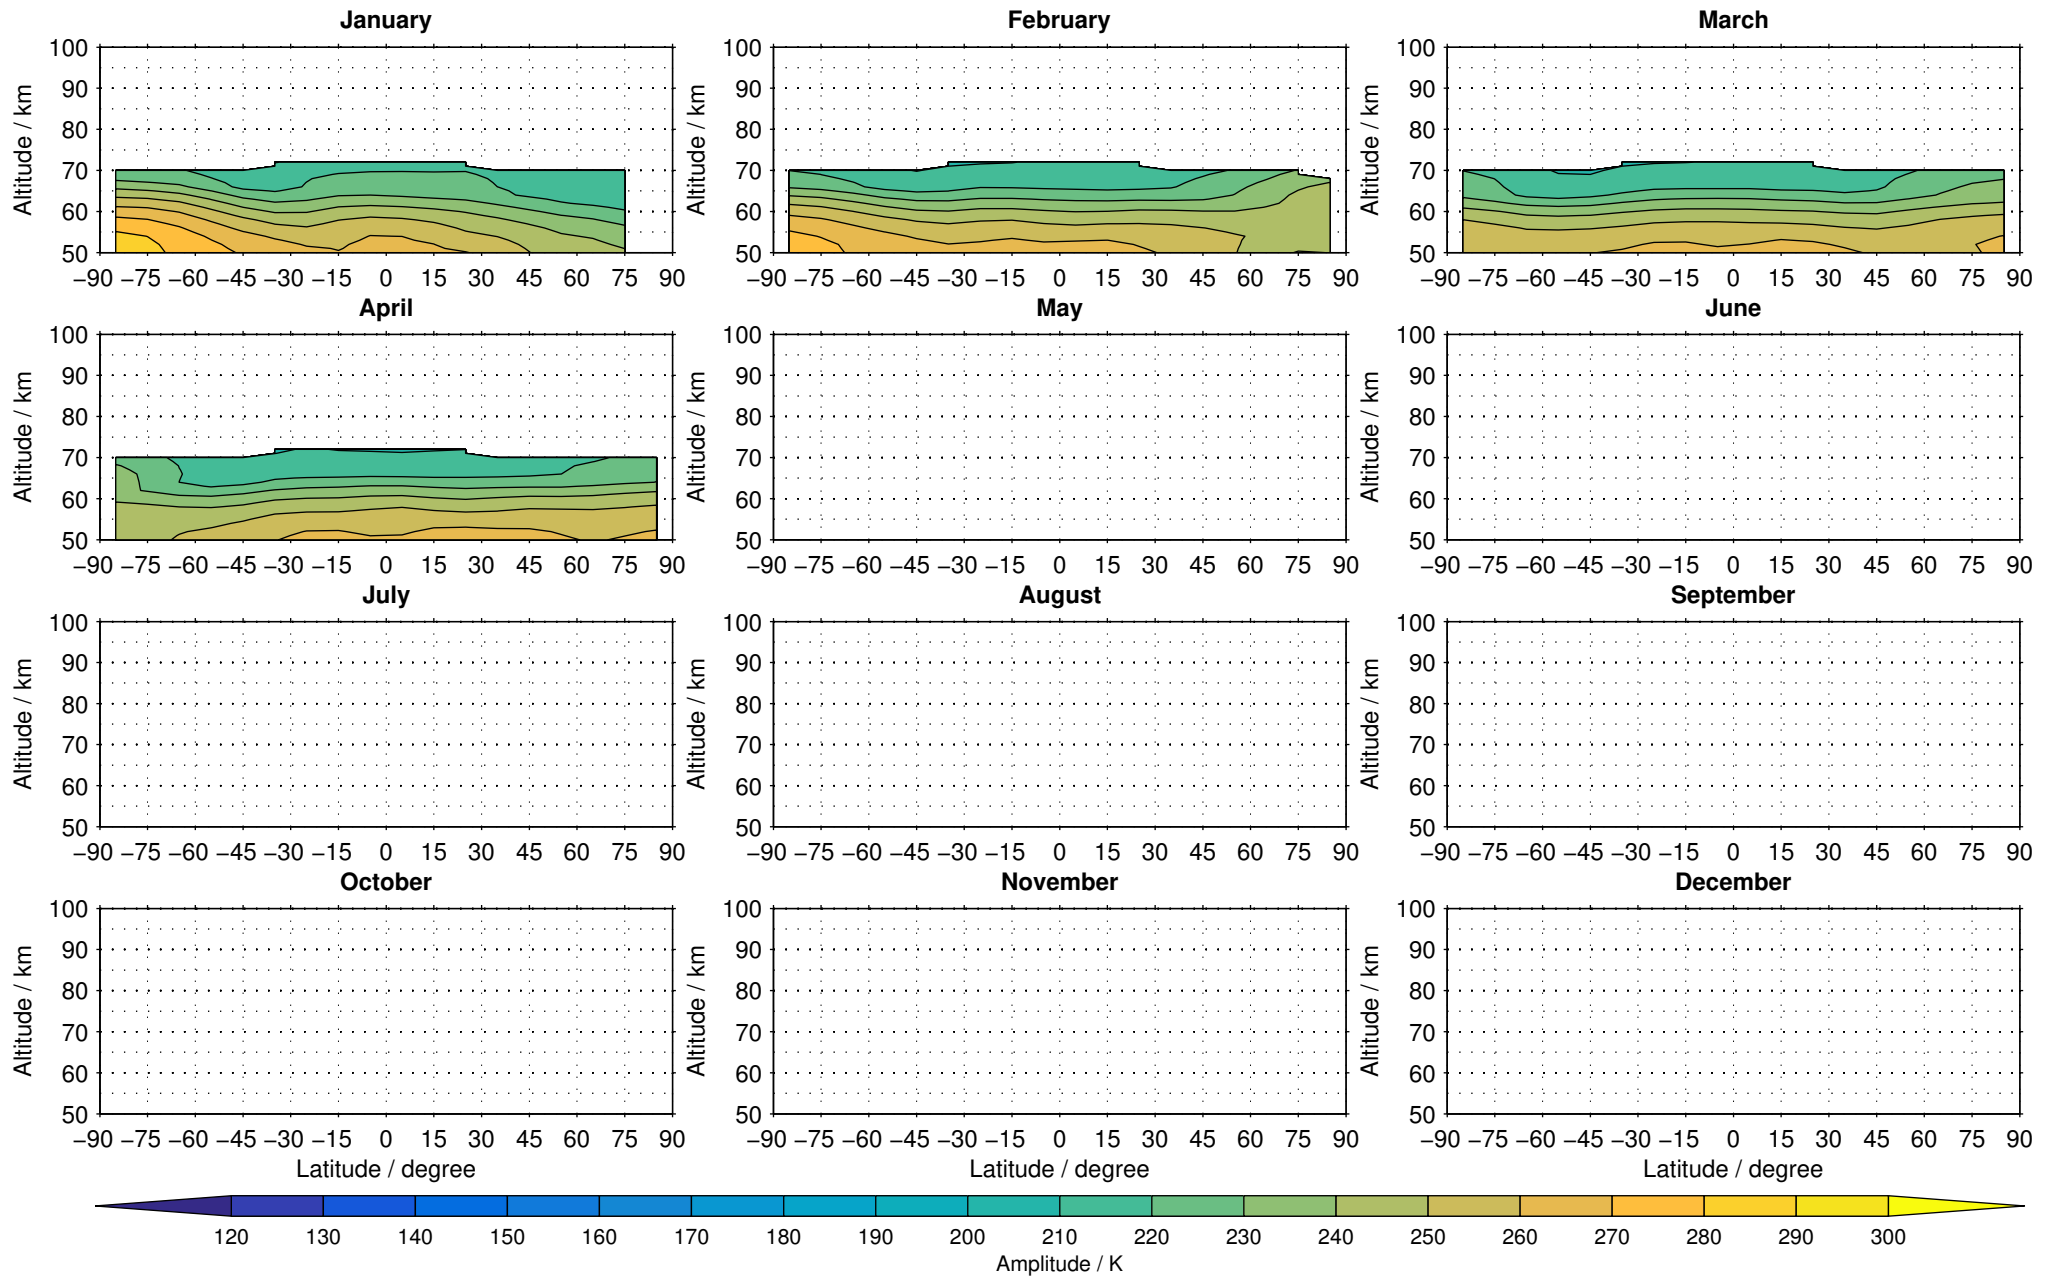 January February March
100 100 100
90 90 90
80 80 80
70 70 70
60 60 60
50 50 50
Altitude / km Altitude / km Altitude / km
−90 −75 −60 −45 −30 −15 0 15 30 45 60 75 90 −90 −75 −60 −45 −30 −15 0 15 30 45 60 75 90 −90 −75 −60 −45 −30 −15 0 15 30 45 60 75 90
April May June
100 100 100
90 90 90
80 80 80
70 70 70
60 60 60
50 50 50
Altitude / km Altitude / km Altitude / km
−90 −75 −60 −45 −30 −15 0 15 30 45 60 75 90 −90 −75 −60 −45 −30 −15 0 15 30 45 60 75 90 −90 −75 −60 −45 −30 −15 0 15 30 45 60 75 90
July August September
100 100 100
90 90 90
80 80 80
70 70 70
60 60 60
50 50 50
Altitude / km Altitude / km Altitude / km
−90 −75 −60 −45 −30 −15 0 15 30 45 60 75 90 −90 −75 −60 −45 −30 −15 0 15 30 45 60 75 90 −90 −75 −60 −45 −30 −15 0 15 30 45 60 75 90
October November December
100 100 100
90 90 90
80 80 80
70 70 70
60 60 60
50 50 50
Altitude / km Altitude / km Altitude / km
−90 −75 −60 −45 −30 −15 0 15 30 45 60 75 90 −90 −75 −60 −45 −30 −15 0 15 30 45 60 75 90 −90 −75 −60 −45 −30 −15 0 15 30 45 60 75 90
Latitude / degree Latitude / degree Latitude / degree
120 130 140 150 160 170 180 190 200 210 220 230 240 250 260 270 280 290 300
Amplitude / K